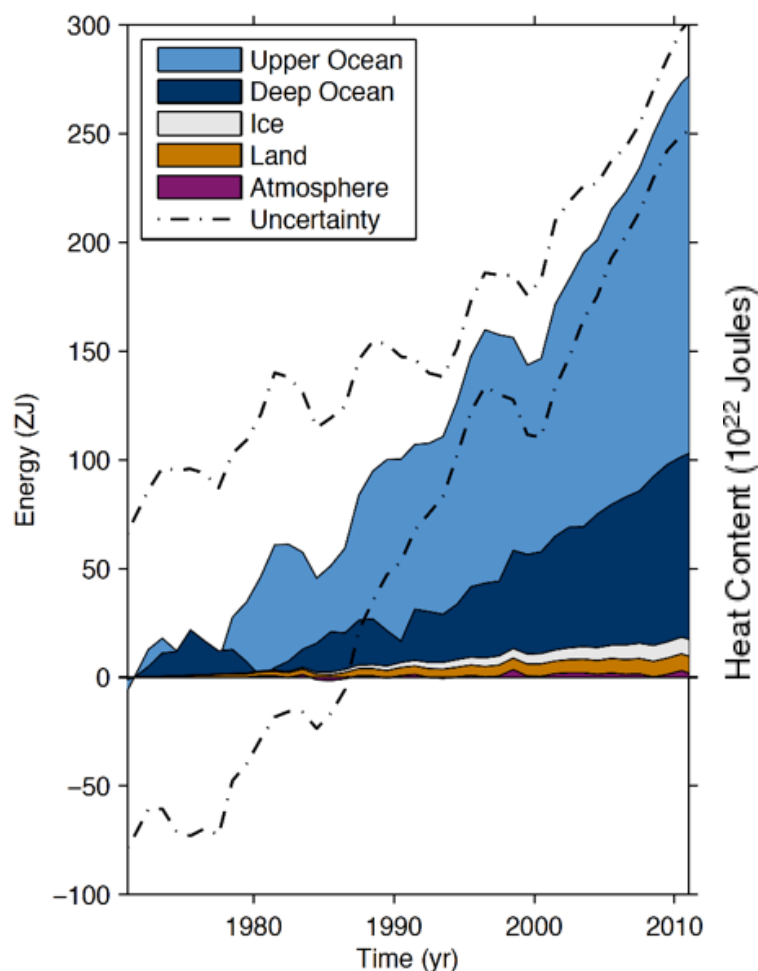 300
250
200
150
100
50
0
−50
−100
Energy (ZJ)
Upper Ocean
Deep Ocean
Ice
Land
Atmosphere
Uncertainty
1980
1990
2000
2010
Time (yr)
Heat Content (10²² Joules)